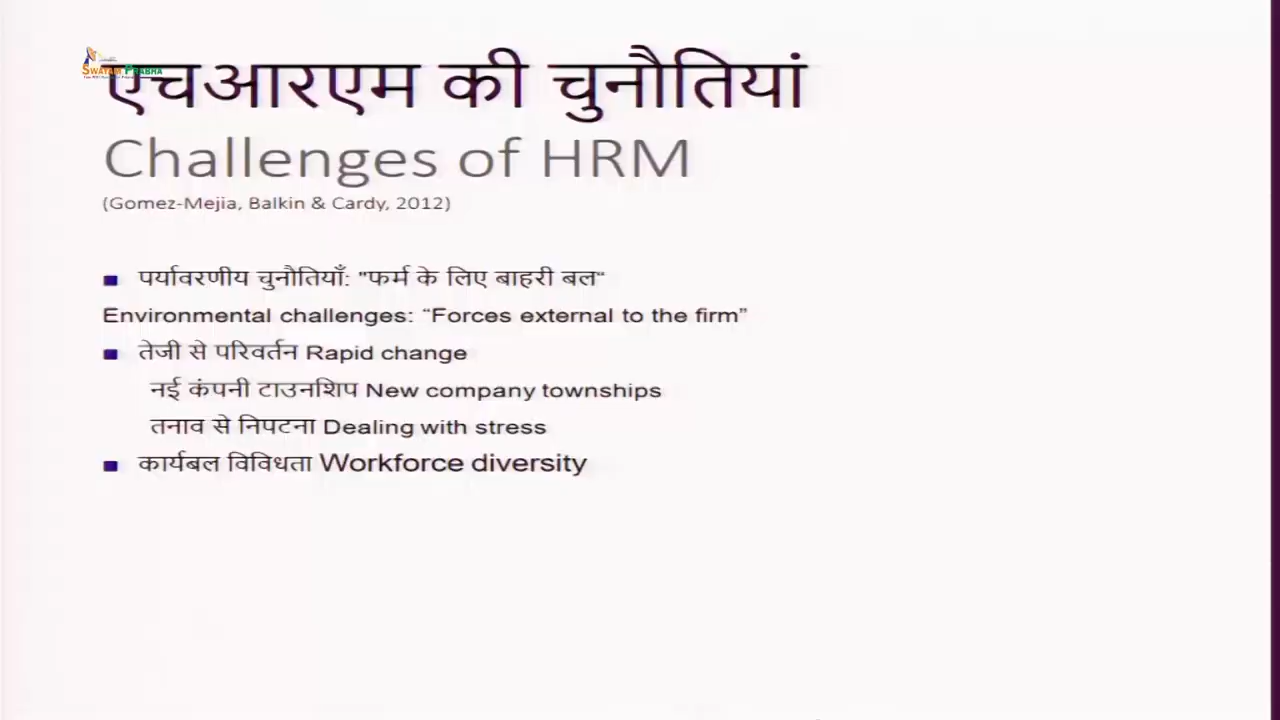 SWAYAM PRABHA
एचआरएम की चुनौतियां
Challenges of HRM
(Gomez-Mejia, Balkin & Cardy, 2012)
पर्यावरणीय चुनौतियाँ: "फर्म के लिए बाहरी बल“
Environmental challenges: “Forces external to the firm”
तेजी से परिवर्तन Rapid change
नई कंपनी टाउनशिप New company townships
तनाव से निपटना Dealing with stress
कार्यबल विविधता Workforce diversity